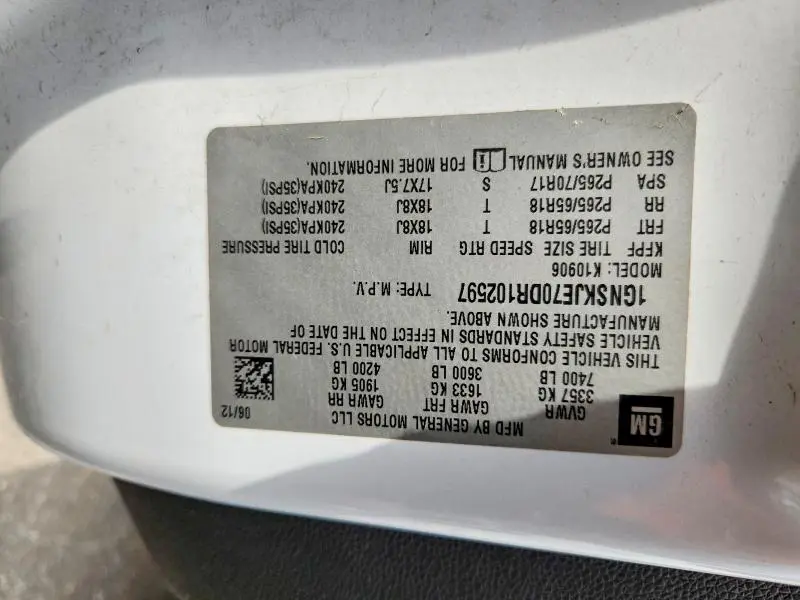 GM
MFD BY GENERAL MOTORS LLC 06/12
GVWR GAWR FRT GAWR RR
3357 KG 1633 KG 1905 KG
7400 LB 3600 LB 4200 LB
THIS VEHICLE CONFORMS TO ALL APPLICABLE U.S. FEDERAL MOTOR
VEHICLE SAFETY STANDARDS IN EFFECT ON THE DATE OF
MANUFACTURE SHOWN ABOVE.
1GNSKJE70DR102597 TYPE: M.P.V.
MODEL: K10906
KFPF TIRE SIZE SPEED RTG RIM COLD TIRE PRESSURE
FRT P265/65R18 T 18X8J 240KPA(35PSI)
RR P265/65R18 T 18X8J 240KPA(35PSI)
SPA P265/70R17 S 17X7.5J 240KPA(35PSI)
SEE OWNER'S MANUAL FOR MORE INFORMATION.